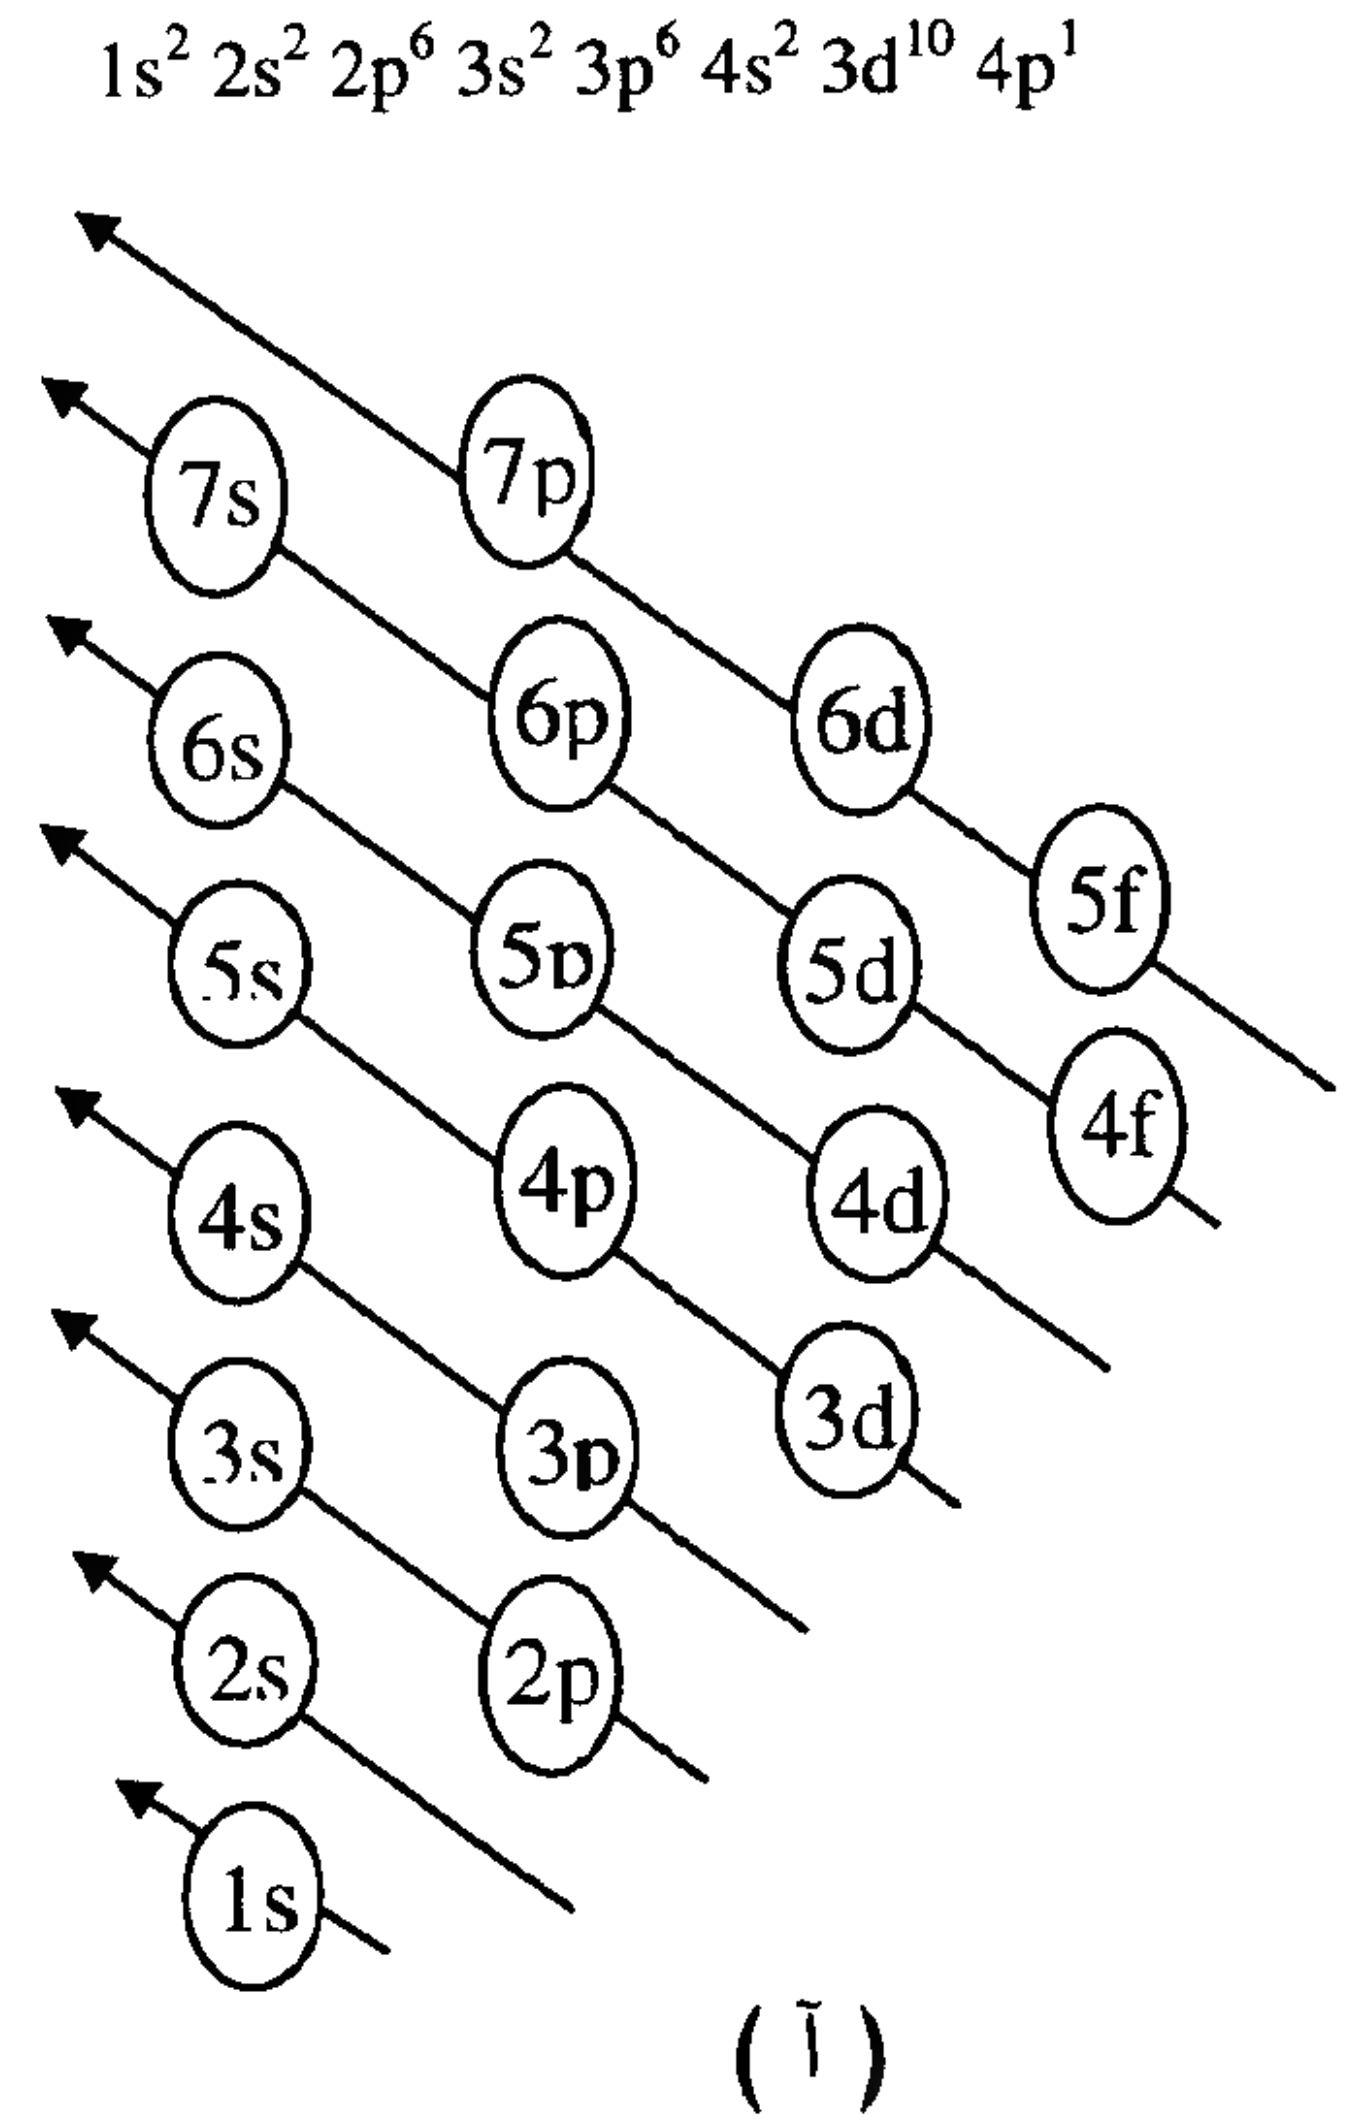 1s² 2s² 2p⁶ 3s² 3p⁶ 4s² 3d¹⁰ 4p¹
7s 7p
6s 6p 6d
5s 5p 5d 5f
4s 4p 4d 4f
3s 3p 3d
2s 2p
1s
( آ )